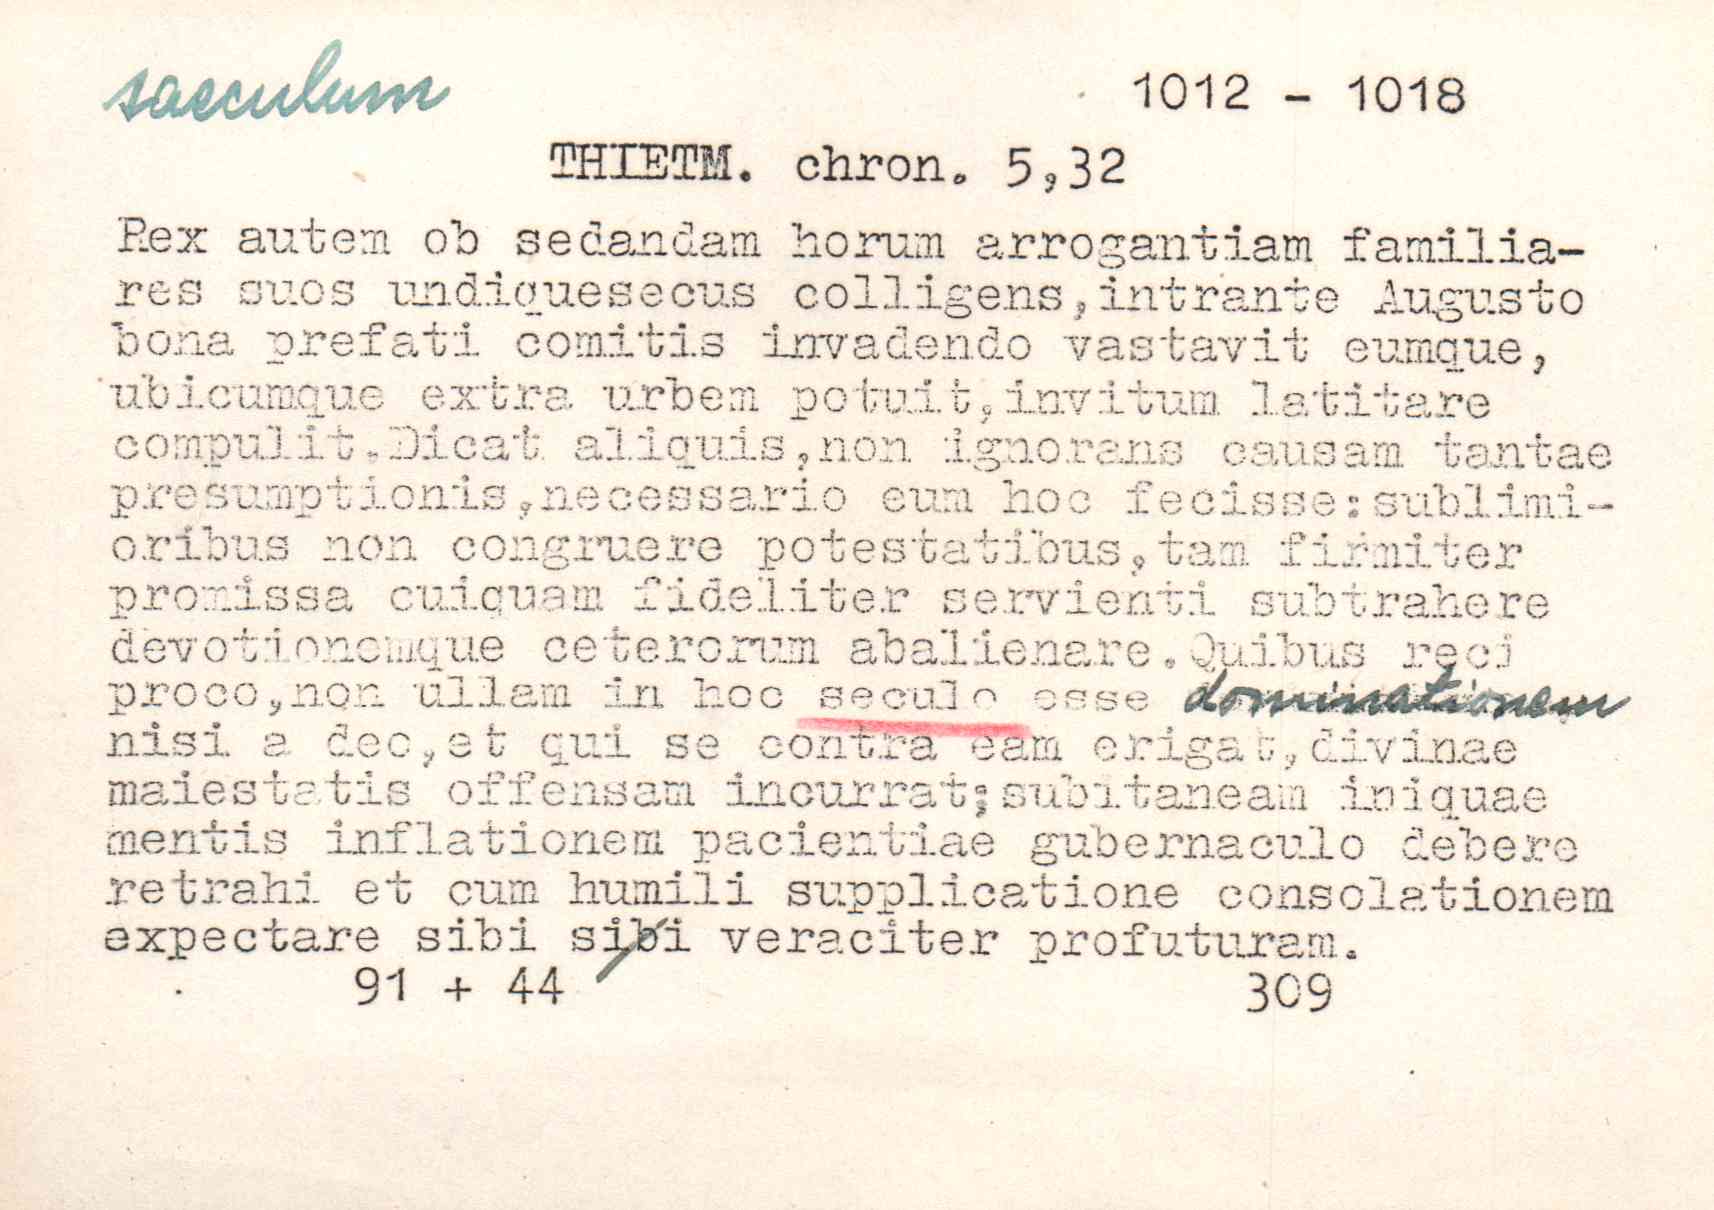 saeculum
1012 - 1018
THIETM. chron. 5,32
Rex autem ob sedandam horum arrogantiam familia-
res suos undiquesecus colligens,intrante Augusto
bona prefati comitis invadendo vastavit eumque,
ubicumque extra urbem potuit,invitum latitare
compulit.Dicat aliquis,non ignorans causam tantae
presumptionis,necessario eum hoc fecisse:sublimi-
oribus non congruere potestatibus,tam firmiter
promissa cuiquam fideliter servienti subtrahere
devotionemque ceterorum abalienare.Quibus reci
proco,non ullam in hoc seculo esse dominationem
nisi a deo,et qui se contra eam erigat,divinae
maiestatis offensam incurrat;subitaneam iniquae
mentis inflationem pacientiae gubernaculo debere
retrahi et cum humili supplicatione consolationem
expectare sibi sibi veraciter profuturam.
91 + 44
309